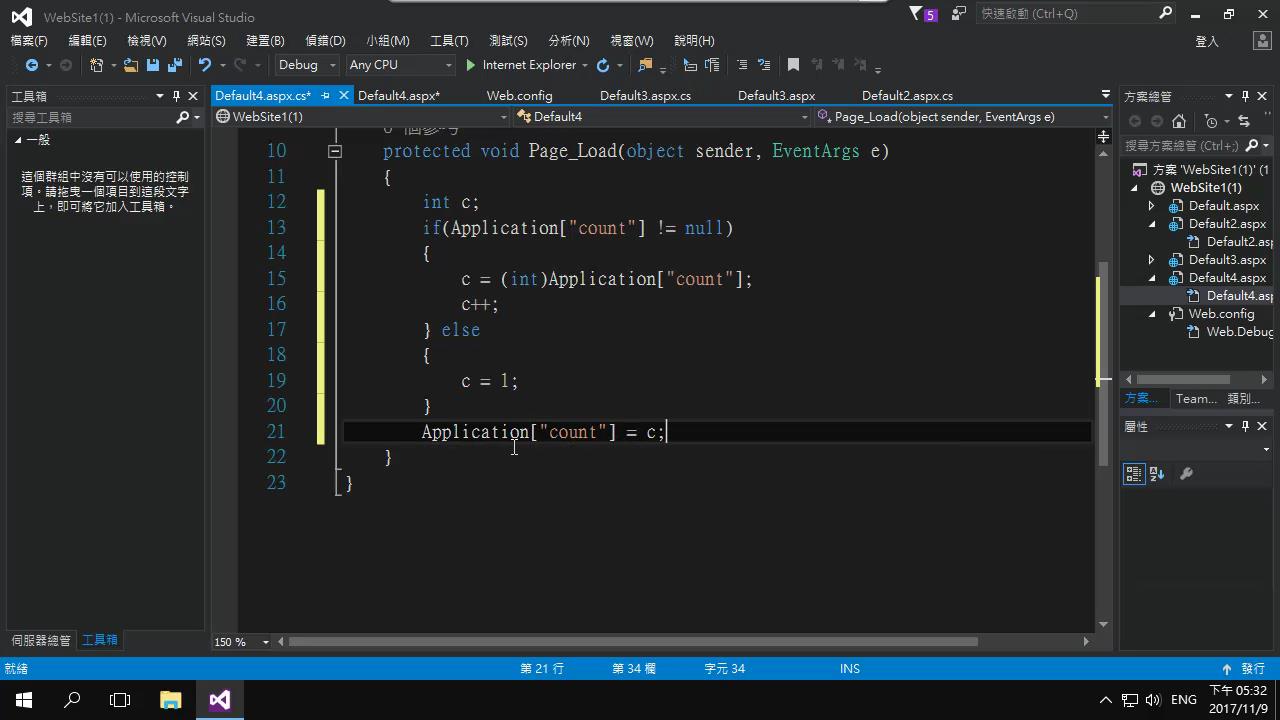 WebSite1(1) - Microsoft Visual Studio
5
快速啟動 (Ctrl+Q)
檔案(F) 編輯(E) 檢視(V) 網站(S) 建置(B) 偵錯(D) 小組(M) 工具(T) 測試(S) 分析(N) 視窗(W) 說明(H)
登入
Debug Any CPU Internet Explorer
工具箱
搜尋工具箱
一般
這個群組中沒有可以使用的控制
項。請拖曳一個項目到這段文字
上，即可將它加入工具箱。
伺服器總管 工具箱
Default4.aspx.cs* Default4.aspx* Web.config Default3.aspx.cs Default3.aspx Default2.aspx.cs
WebSite1(1) Default4 Page_Load(object sender, EventArgs e)
10 protected void Page_Load(object sender, EventArgs e)
11 {
12 int c;
13 if(Application["count"] != null)
14 {
15 c = (int)Application["count"];
16 c++;
17 } else
18 {
19 c = 1;
20 }
21 Application["count"] = c;
22 }
23 }
150 %
方案總管
搜尋方案總管 (Ctrl+;)
方案 'WebSite1(1)' (1
WebSite1(1)
Default.aspx
Default2.aspx
Default2.asp
Default3.aspx
Default4.aspx
Default4.asp
Web.config
Web.Debug
方案... Team... 類別...
屬性
就緒 第 21 行 第 34 欄 字元 34 INS 發行
ENG
下午 05:32
2017/11/9